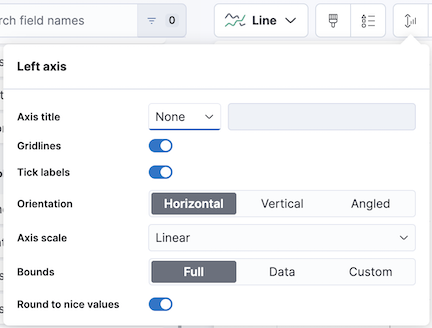 rch field names
0
Line
Left axis
Axis title
None
Gridlines
Tick labels
Orientation
Horizontal
Vertical
Angled
Axis scale
Linear
Bounds
Full
Data
Custom
Round to nice values